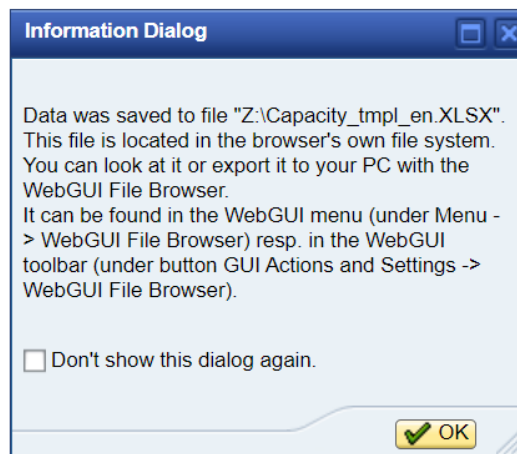 Information Dialog
Data was saved to file "Z:\Capacity_tmpl_en.XLSX".
This file is located in the browser's own file system.
You can look at it or export it to your PC with the
WebGUI File Browser.
It can be found in the WebGUI menu (under Menu -
> WebGUI File Browser) resp. in the WebGUI
toolbar (under button GUI Actions and Settings ->
WebGUI File Browser).
Don't show this dialog again.
OK